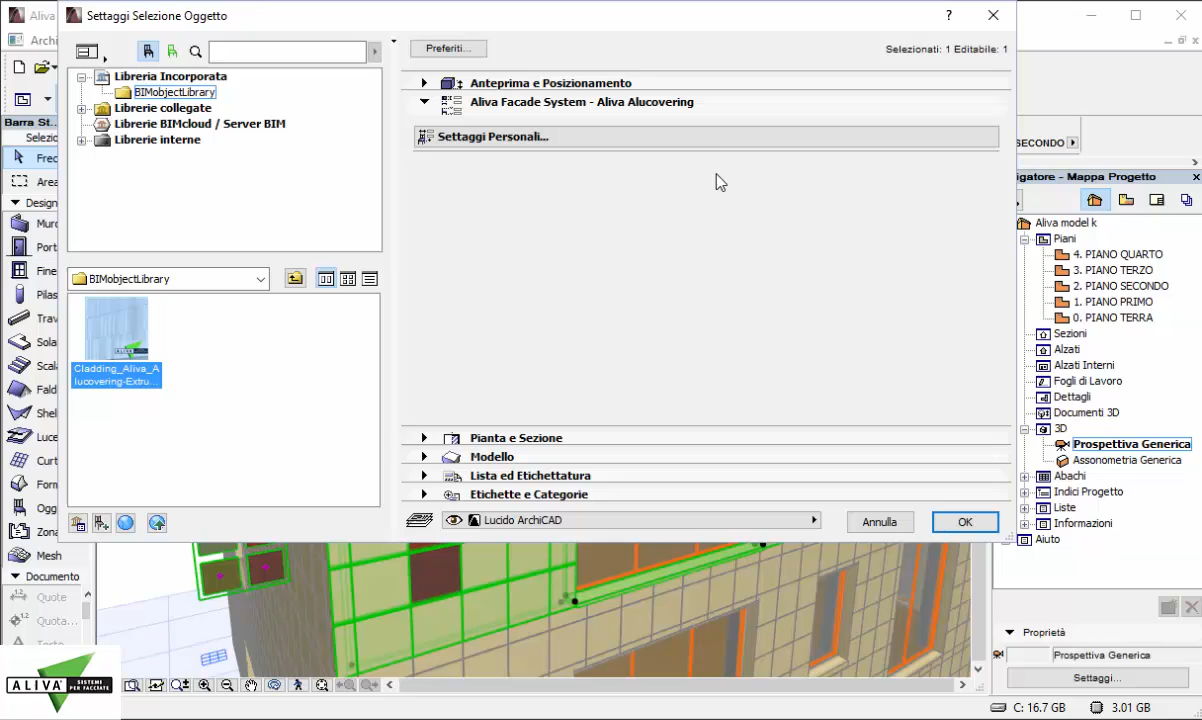 Aliva
Settaggi Selezione Oggetto
?
Archi
Preferiti...
Selezionati: 1 Editabile: 1
Libreria Incorporata
BIMobjectLibrary
Librerie collegate
Librerie BIMcloud / Server BIM
Librerie interne
Anteprima e Posizionamento
Aliva Facade System - Aliva Alucovering
Settaggi Personali...
BIMobjectLibrary
Cladding_Aliva_A
lucovering-Extru...
Pianta e Sezione
Modello
Lista ed Etichettatura
Etichette e Categorie
Lucido ArchiCAD
Annulla
OK
Barra St...
Selezio
Frec
Area
Design
Muro
Port
Fine
Pilas
Trav
Sola
Scal
Fald
Shel
Luce
Curt
Form
Ogg
Zona
Mesh
Documento
Quote
Quota...
Testo
SECONDO
igatore - Mappa Progetto
Aliva model k
Piani
4. PIANO QUARTO
3. PIANO TERZO
2. PIANO SECONDO
1. PIANO PRIMO
0. PIANO TERRA
Sezioni
Alzati
Alzati Interni
Fogli di Lavoro
Dettagli
Documenti 3D
3D
Prospettiva Generica
Assonometria Generica
Abachi
Indici Progetto
Liste
Informazioni
Aiuto
Proprietà
Prospettiva Generica
Settaggi...
C: 16.7 GB
3.01 GB
ALIVA
SISTEMI
PER FACCIATE